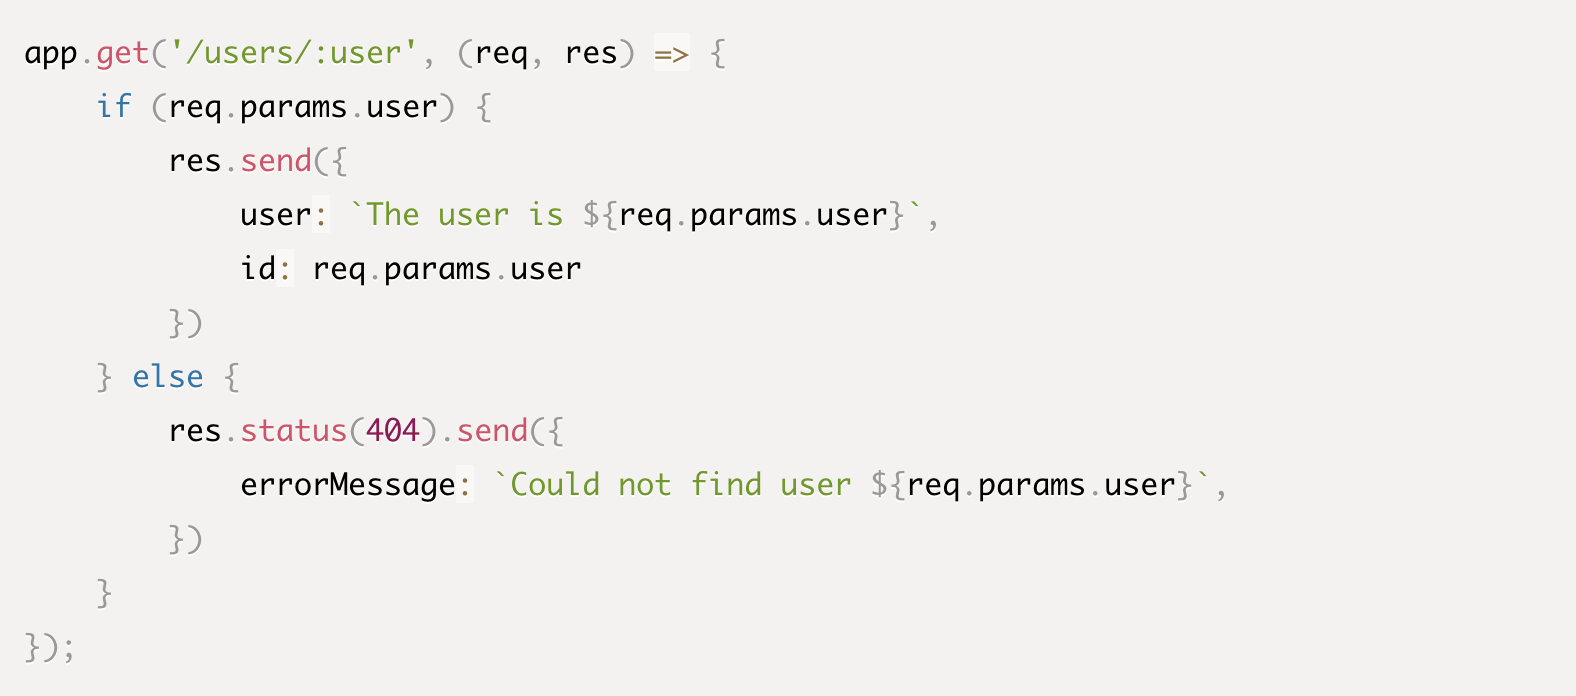 app.get('/users/:user', (req, res) => {
    if (req.params.user) {
        res.send({
            user: `The user is ${req.params.user}`,
            id: req.params.user
        })
    } else {
        res.status(404).send({
            errorMessage: `Could not find user ${req.params.user}`,
        })
    }
});